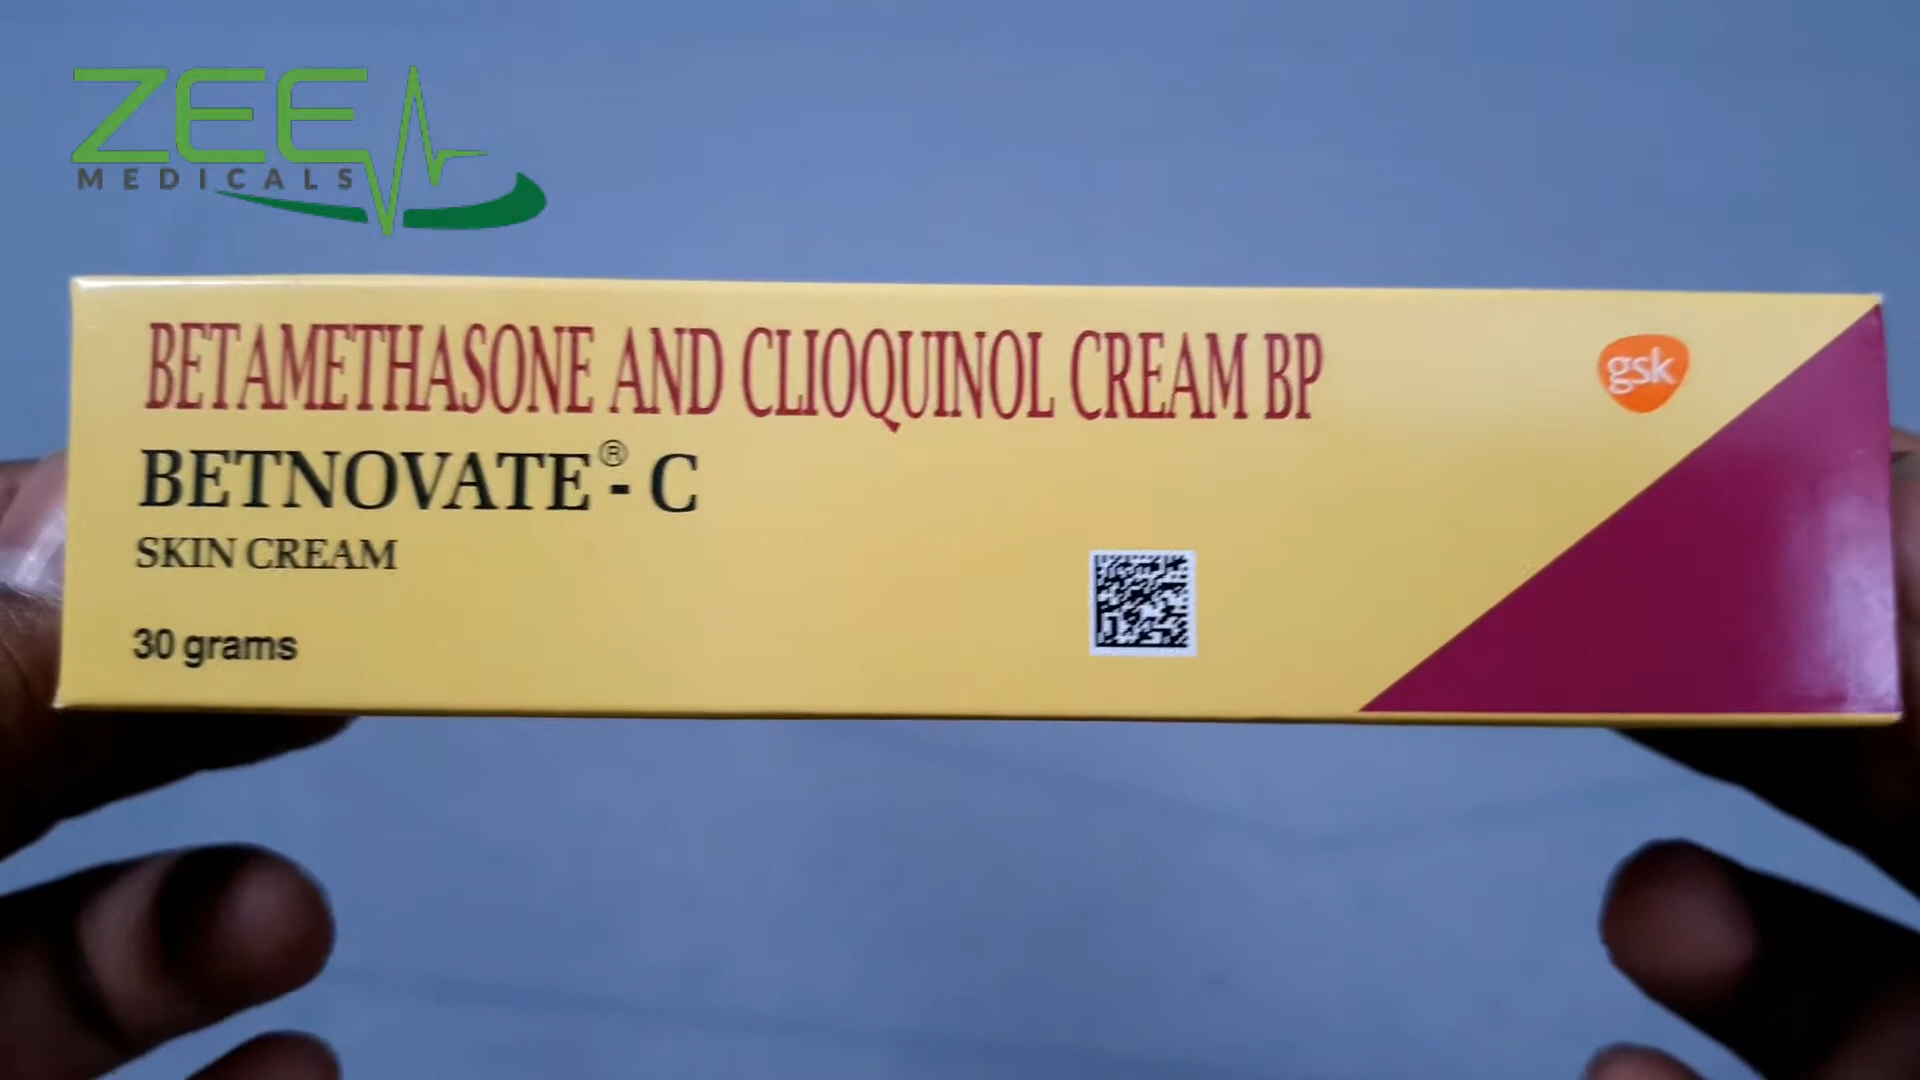 ZEE
MEDICALS
BETAMETHASONE AND CLIOQUINOL CREAM BP
gsk
BETNOVATE® - C
SKIN CREAM
30 grams